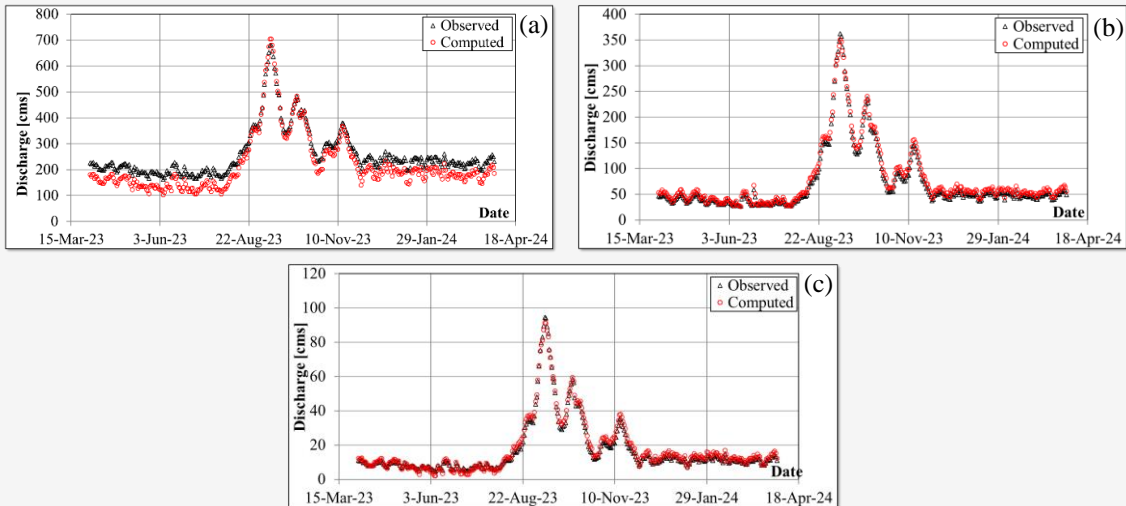 (a)
Observed
Computed
Discharge [cms]
800
700
600
500
400
300
200
100
0
Date
15-Mar-23 3-Jun-23 22-Aug-23 10-Nov-23 29-Jan-24 18-Apr-24
(b)
Observed
Computed
Discharge [cms]
400
350
300
250
200
150
100
50
0
Date
15-Mar-23 3-Jun-23 22-Aug-23 10-Nov-23 29-Jan-24 18-Apr-24
(c)
Observed
Computed
Discharge [cms]
120
100
80
60
40
20
0
Date
15-Mar-23 3-Jun-23 22-Aug-23 10-Nov-23 29-Jan-24 18-Apr-24